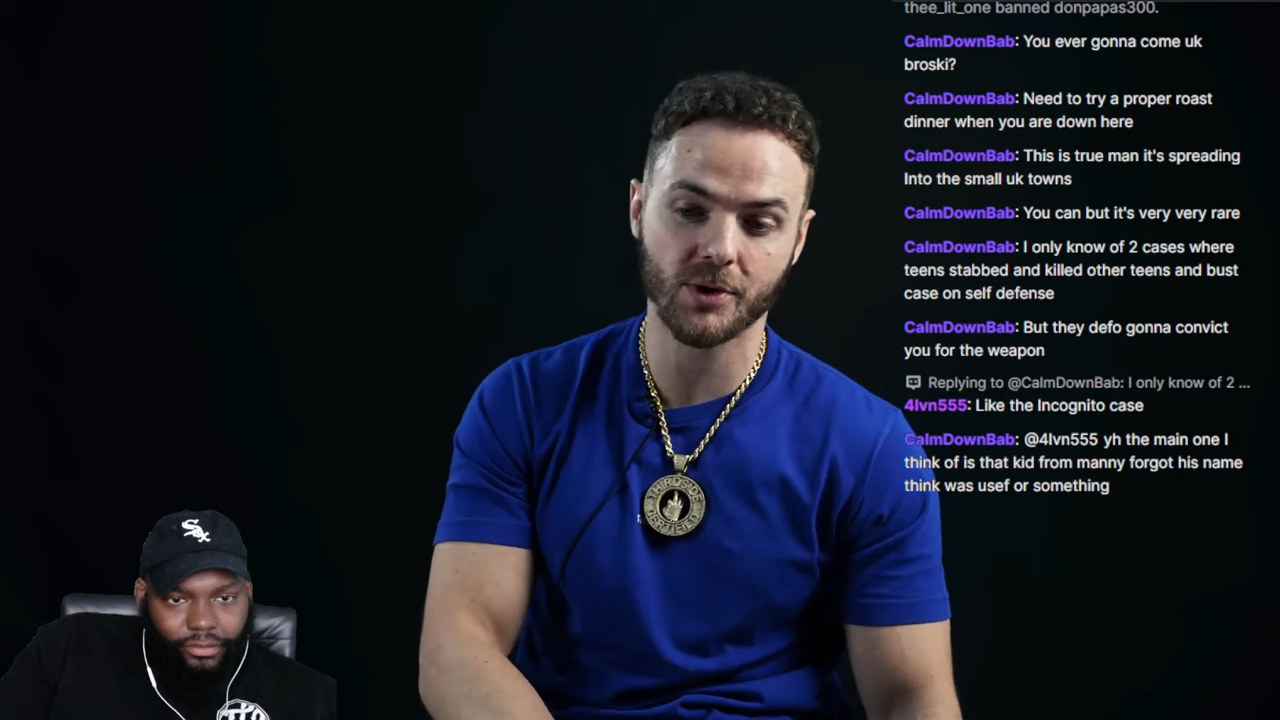 thee_lit_one banned donpapas300.
CalmDownBab: You ever gonna come uk
broski?
CalmDownBab: Need to try a proper roast
dinner when you are down here
CalmDownBab: This is true man it's spreading
Into the small uk towns
CalmDownBab: You can but it's very very rare
CalmDownBab: I only know of 2 cases where
teens stabbed and killed other teens and bust
case on self defense
CalmDownBab: But they defo gonna convict
you for the weapon
Replying to @CalmDownBab: I only know of 2 ...
4lvn555: Like the Incognito case
CalmDownBab: @4lvn555 yh the main one I
think of is that kid from manny forgot his name
think was usef or something
THIRDSIDE
CERTIFIED
Sox